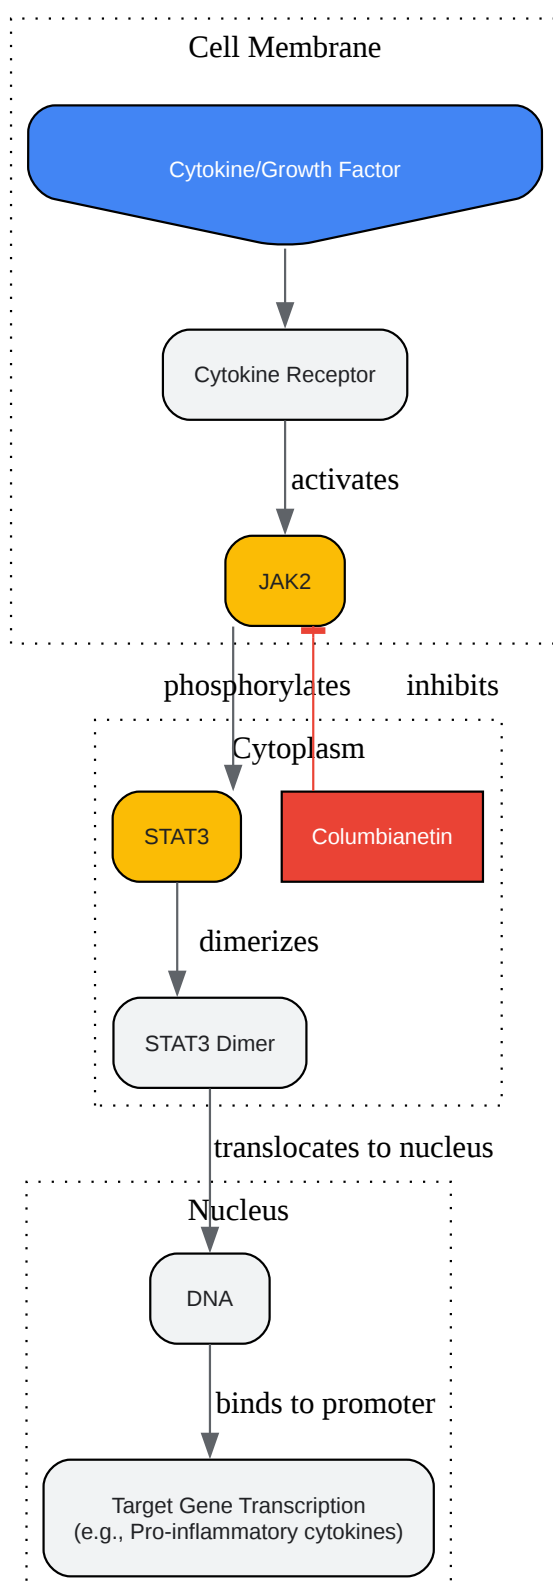 Cell Membrane
Cytokine/Growth Factor
Cytokine Receptor
activates
JAK2
phosphorylates
inhibits
Cytoplasm
STAT3
Columbianetin
dimerizes
STAT3 Dimer
translocates to nucleus
Nucleus
DNA
binds to promoter
Target Gene Transcription
(e.g., Pro-inflammatory cytokines)